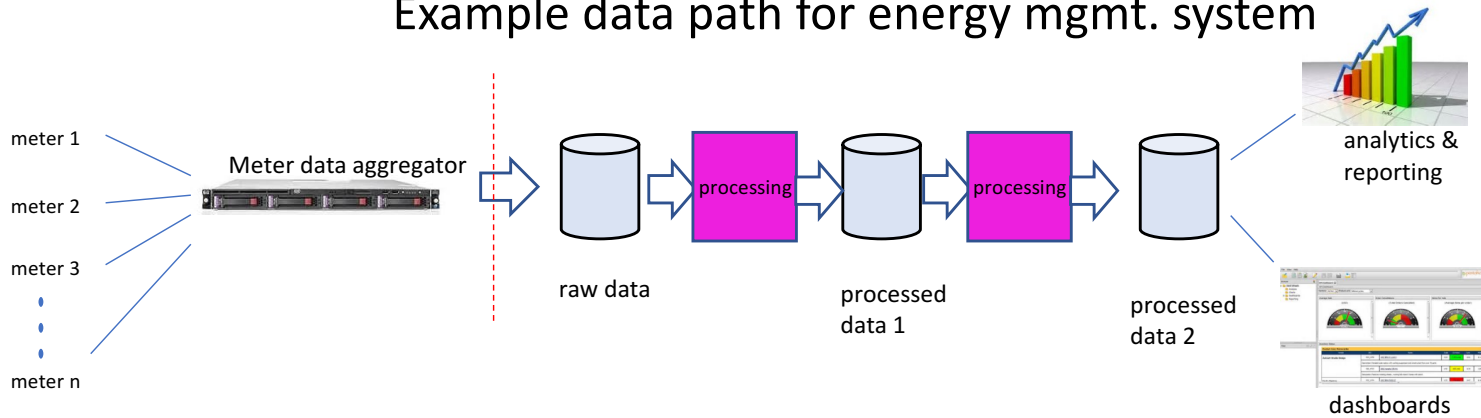 Example data path for energy mgmt. system
meter 1
meter 2
meter 3
meter n
Meter data aggregator
raw data
processing
processed
data 1
processing
processed
data 2
analytics &
reporting
dashboards